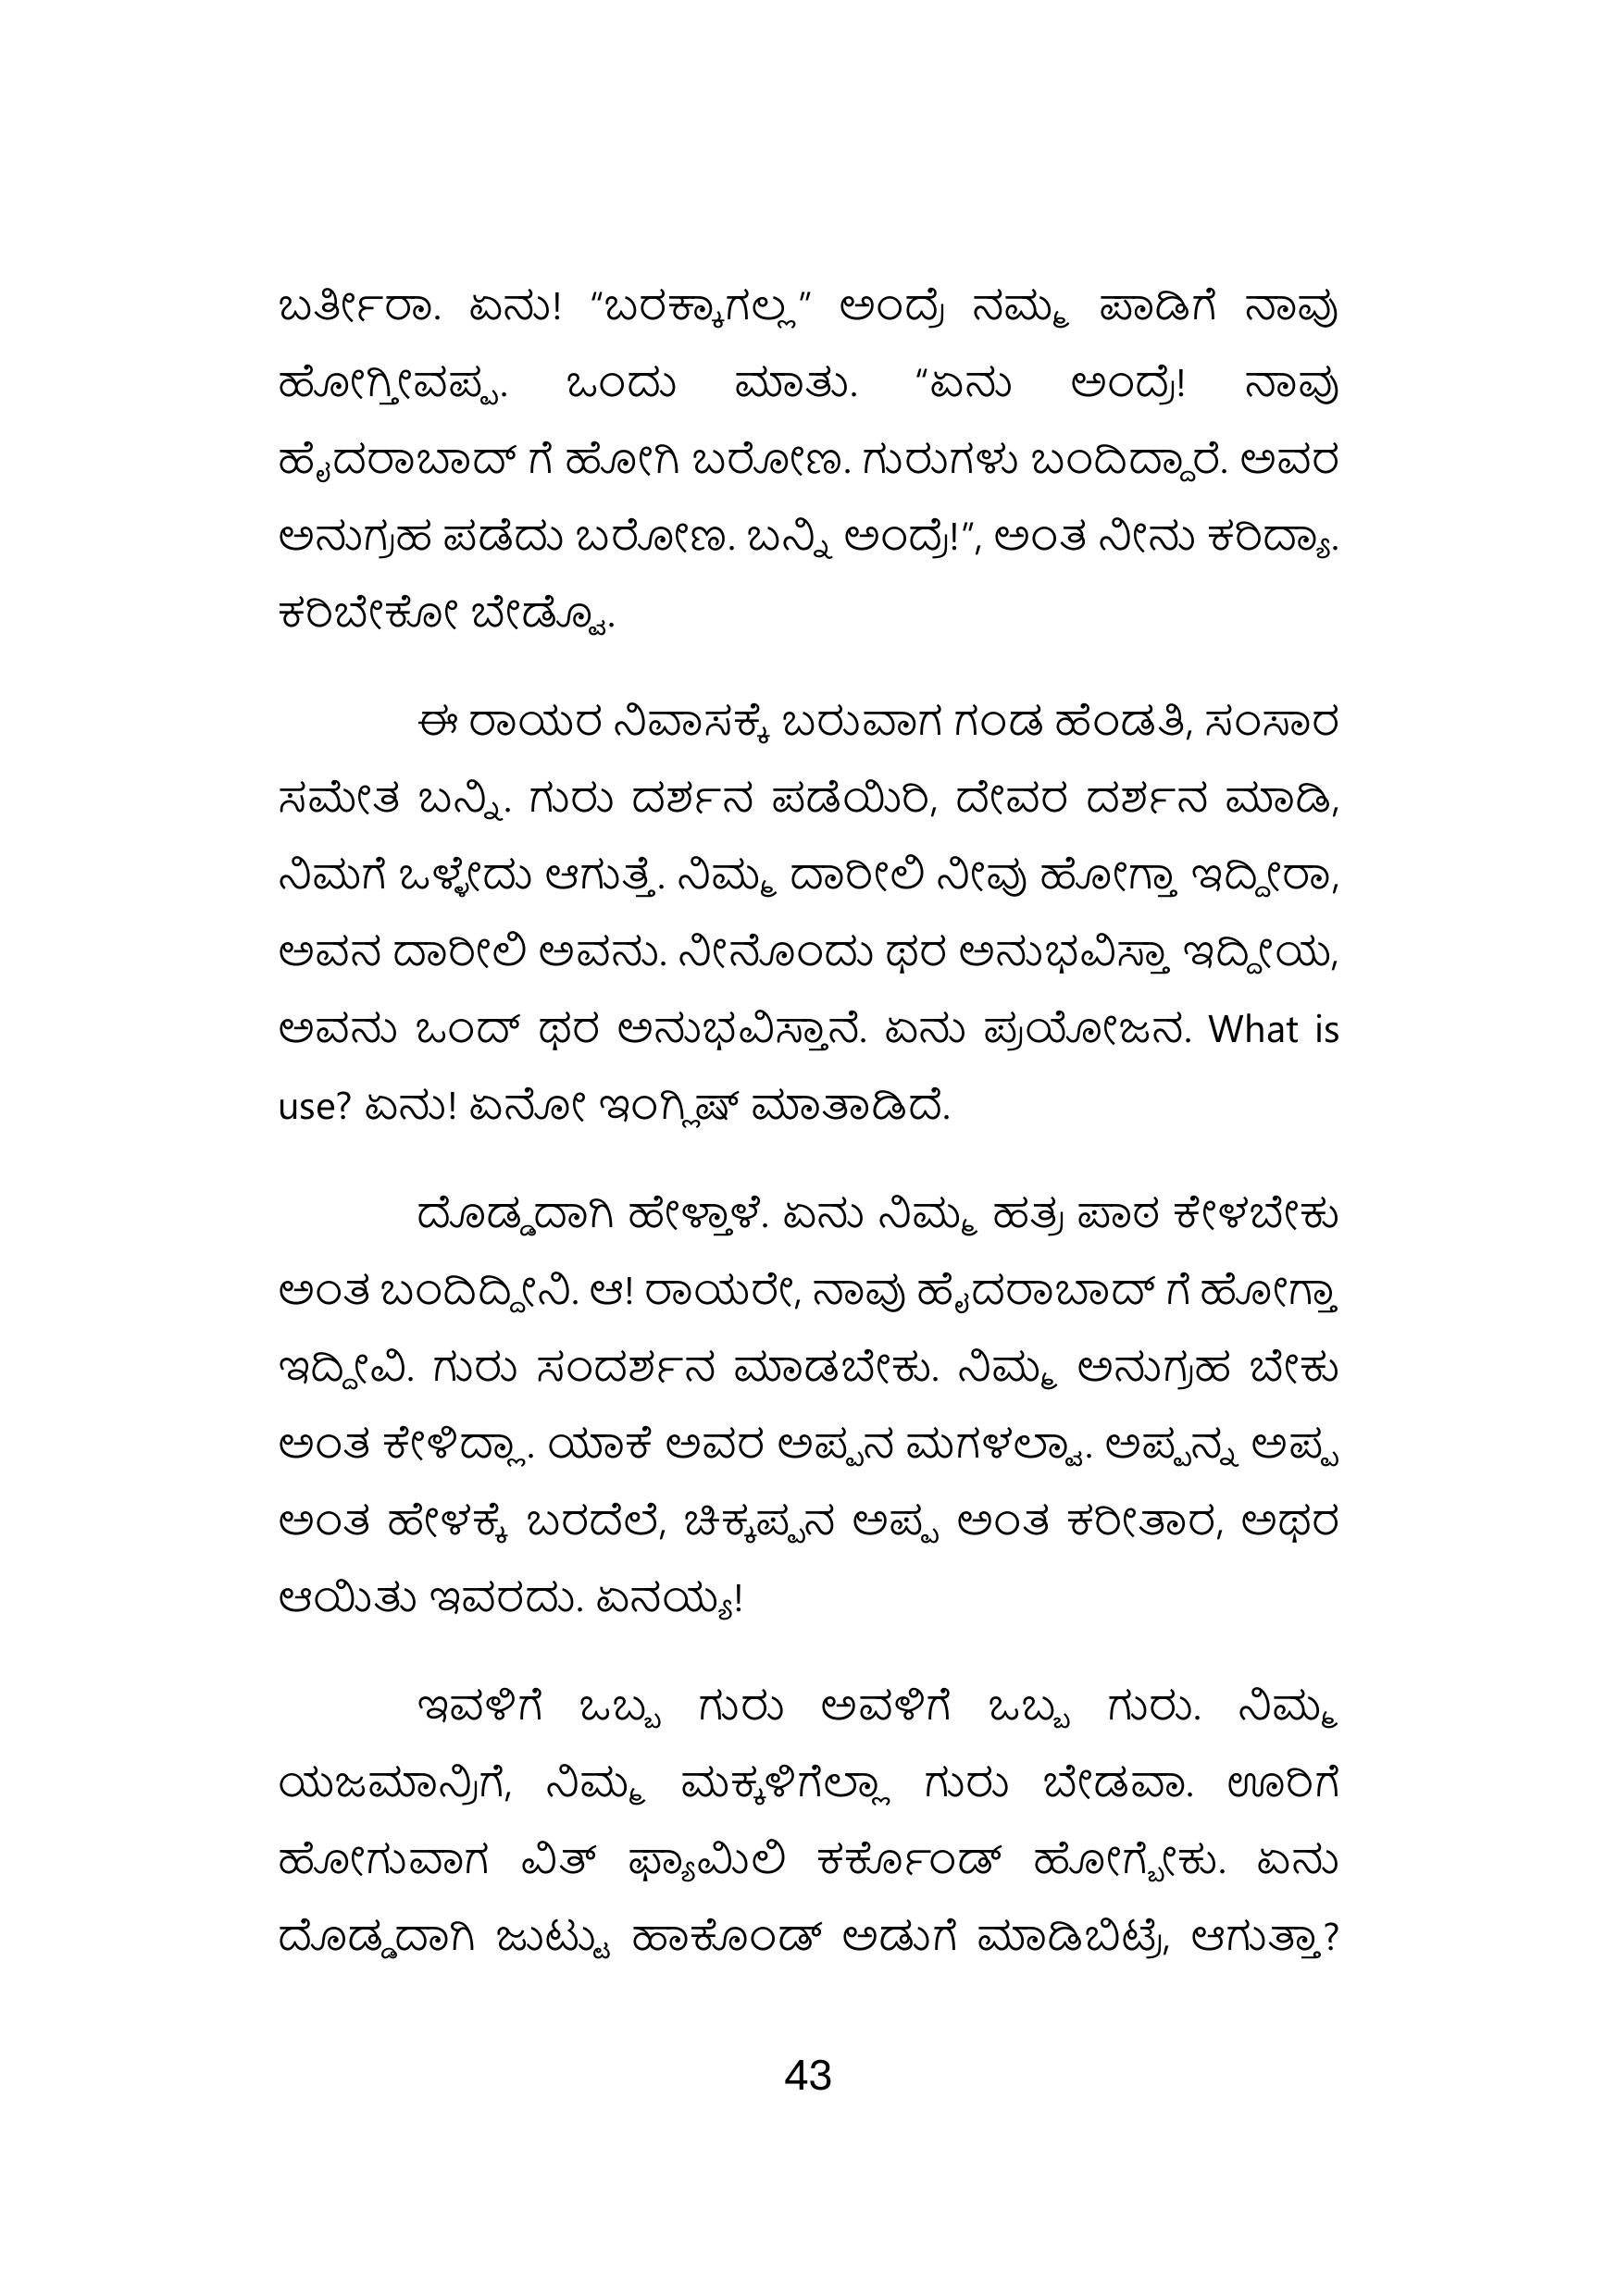 ಬರ್ತೀರಾ. ಏನು! “ಬರಕ್ಕಾಗಲ್ಲ” ಅಂದ್ರೆ ನಮ್ಮ ಪಾಡಿಗೆ ನಾವು
ಹೋಗ್ತೀವಪ್ಪ. ಒಂದು ಮಾತು. “ಏನು ಅಂದ್ರೆ! ನಾವು
ಹೈದರಾಬಾದ್ ಗೆ ಹೋಗಿ ಬರೋಣ. ಗುರುಗಳು ಬಂದಿದ್ದಾರೆ. ಅವರ
ಅನುಗ್ರಹ ಪಡೆದು ಬರೋಣ. ಬನ್ನಿ ಅಂದ್ರೆ!”, ಅಂತ ನೀನು ಕರಿದ್ಯಾ.
ಕರಿಬೇಕೋ ಬೇಡ್ವೊ.
ಈ ರಾಯರ ನಿವಾಸಕ್ಕೆ ಬರುವಾಗ ಗಂಡ ಹೆಂಡತಿ, ಸಂಸಾರ
ಸಮೇತ ಬನ್ನಿ. ಗುರು ದರ್ಶನ ಪಡೆಯಿರಿ, ದೇವರ ದರ್ಶನ ಮಾಡಿ,
ನಿಮಗೆ ಒಳ್ಳೇದು ಆಗುತ್ತೆ. ನಿಮ್ಮ ದಾರೀಲಿ ನೀವು ಹೋಗ್ತಾ ಇದ್ದೀರಾ,
ಅವನ ದಾರೀಲಿ ಅವನು. ನೀನೊಂದು ಥರ ಅನುಭವಿಸ್ತಾ ಇದ್ದೀಯ,
ಅವನು ಒಂದ್ ಥರ ಅನುಭವಿಸ್ತಾನೆ. ಏನು ಪ್ರಯೋಜನ. What is
use? ಏನು! ಏನೋ ಇಂಗ್ಲಿಷ್ ಮಾತಾಡಿದೆ.
ದೊಡ್ಡದಾಗಿ ಹೇಳ್ತಾಳೆ. ಏನು ನಿಮ್ಮ ಹತ್ರ ಪಾಠ ಕೇಳಬೇಕು
ಅಂತ ಬಂದಿದ್ದೀನಿ. ಆ! ರಾಯರೇ, ನಾವು ಹೈದರಾಬಾದ್ ಗೆ ಹೋಗ್ತಾ
ಇದ್ದೀವಿ. ಗುರು ಸಂದರ್ಶನ ಮಾಡಬೇಕು. ನಿಮ್ಮ ಅನುಗ್ರಹ ಬೇಕು
ಅಂತ ಕೇಳಿದ್ಲಾ. ಯಾಕೆ ಅವರ ಅಪ್ಪನ ಮಗಳಲ್ವಾ. ಅಪ್ಪನ್ನ ಅಪ್ಪ
ಅಂತ ಹೇಳಕ್ಕೆ ಬರದೆಲೆ, ಚಿಕ್ಕಪ್ಪನ ಅಪ್ಪ ಅಂತ ಕರೀತಾರ, ಅಥರ
ಆಯಿತು ಇವರದು. ಏನಯ್ಯ!
ಇವಳಿಗೆ ಒಬ್ಬ ಗುರು ಅವಳಿಗೆ ಒಬ್ಬ ಗುರು. ನಿಮ್ಮ
ಯಜಮಾನ್ರಿಗೆ, ನಿಮ್ಮ ಮಕ್ಕಳಿಗೆಲ್ಲಾ ಗುರು ಬೇಡವಾ. ಊರಿಗೆ
ಹೋಗುವಾಗ ವಿತ್ ಫ್ಯಾಮಿಲಿ ಕರ್ಕೊಂಡ್ ಹೋಗ್ಬೇಕು. ಏನು
ದೊಡ್ಡದಾಗಿ ಜುಟ್ಟು ಹಾಕೊಂಡ್ ಅಡುಗೆ ಮಾಡಿಬಿಟ್ರೆ, ಆಗುತ್ತಾ?
43